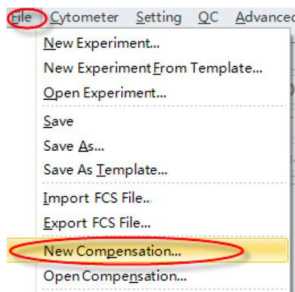 File Cytometer Setting QC Advanced
New Experiment...
New Experiment From Template...
Open Experiment...
Save
Save As...
Save As Template...
Import FCS File...
Export FCS File...
New Compensation...
Open Compensation...